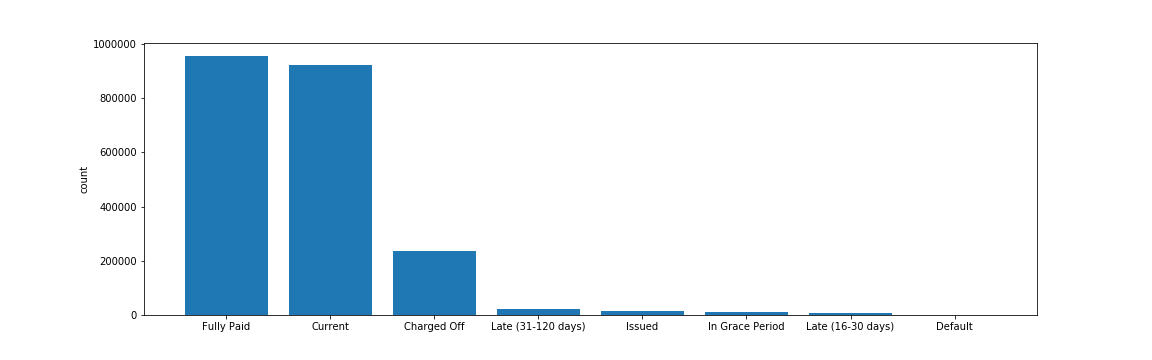 1000000
800000
600000
400000
200000
0
count
Fully Paid
Current
Charged Off
Late (31-120 days)
Issued
In Grace Period
Late (16-30 days)
Default